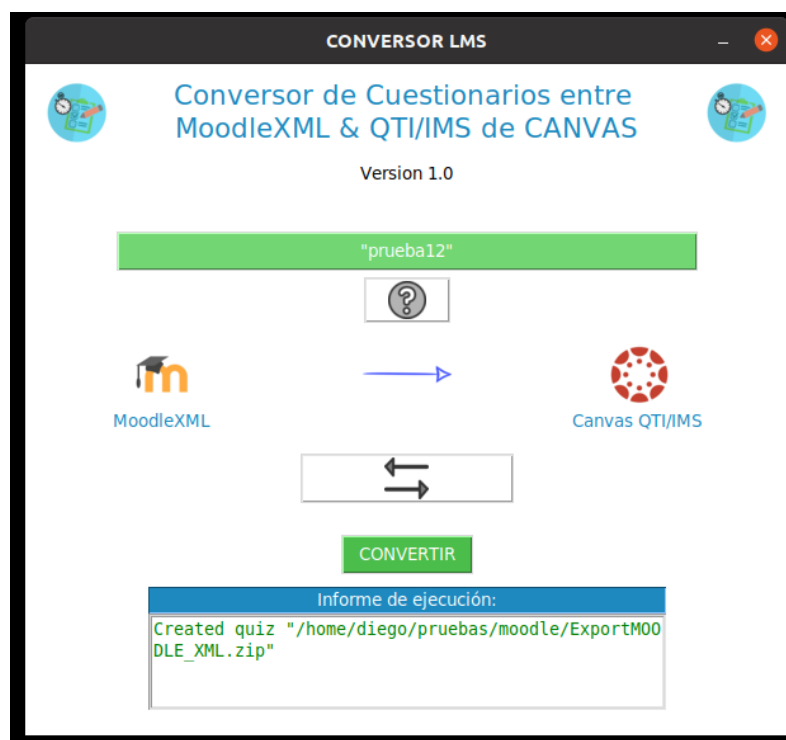 CONVERSOR LMS
Conversor de Cuestionarios entre
MoodleXML & QTI/IMS de CANVAS
Version 1.0
"prueba12"
MoodleXML
Canvas QTI/IMS
CONVERTIR
Informe de ejecución:
Created quiz "/home/diego/pruebas/moodle/ExportMOO
DLE_XML.zip"